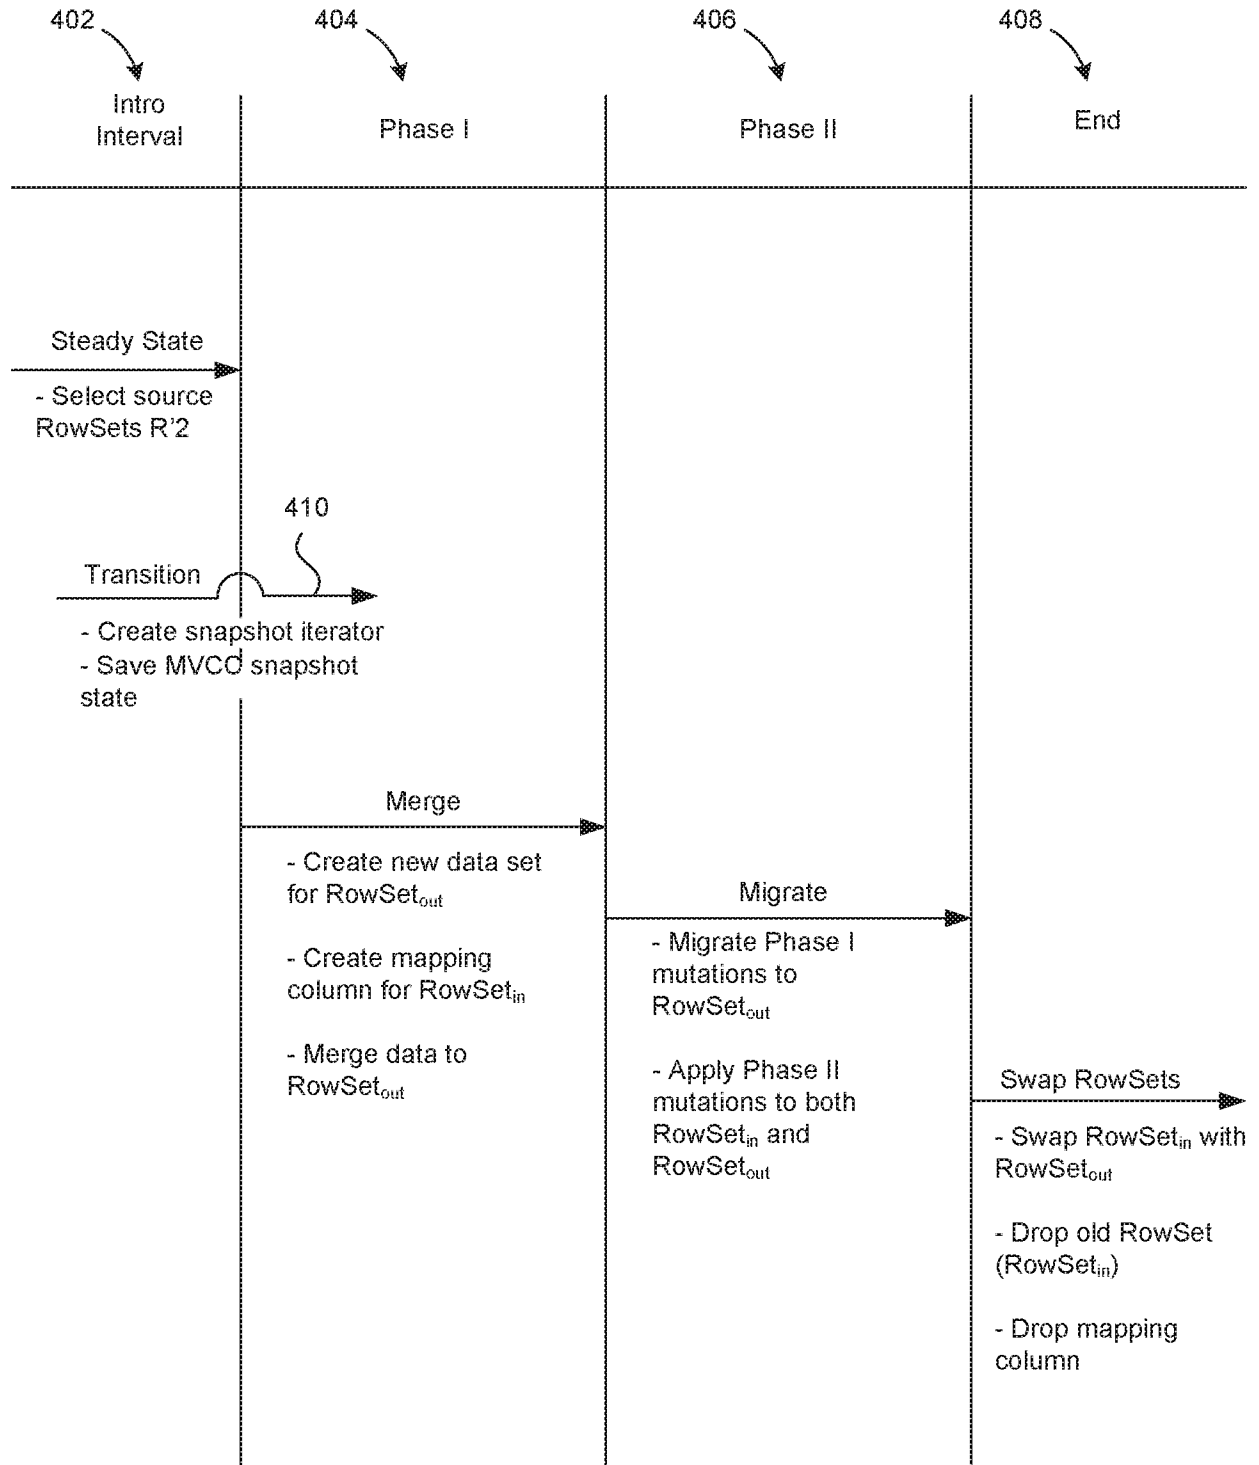 402
404
406
408
Intro
Interval
Phase I
Phase II
End
Steady State
- Select source
RowSets R'2
410
Transition
- Create snapshot iterator
- Save MVCC snapshot
state
Merge
- Create new data set
for RowSetout
- Create mapping
column for RowSetin
- Merge data to
RowSetout
Migrate
- Migrate Phase I
mutations to
RowSetout
- Apply Phase II
mutations to both
RowSetin and
RowSetout
Swap RowSets
- Swap RowSetin with
RowSetout
- Drop old RowSet
(RowSetin)
- Drop mapping
column